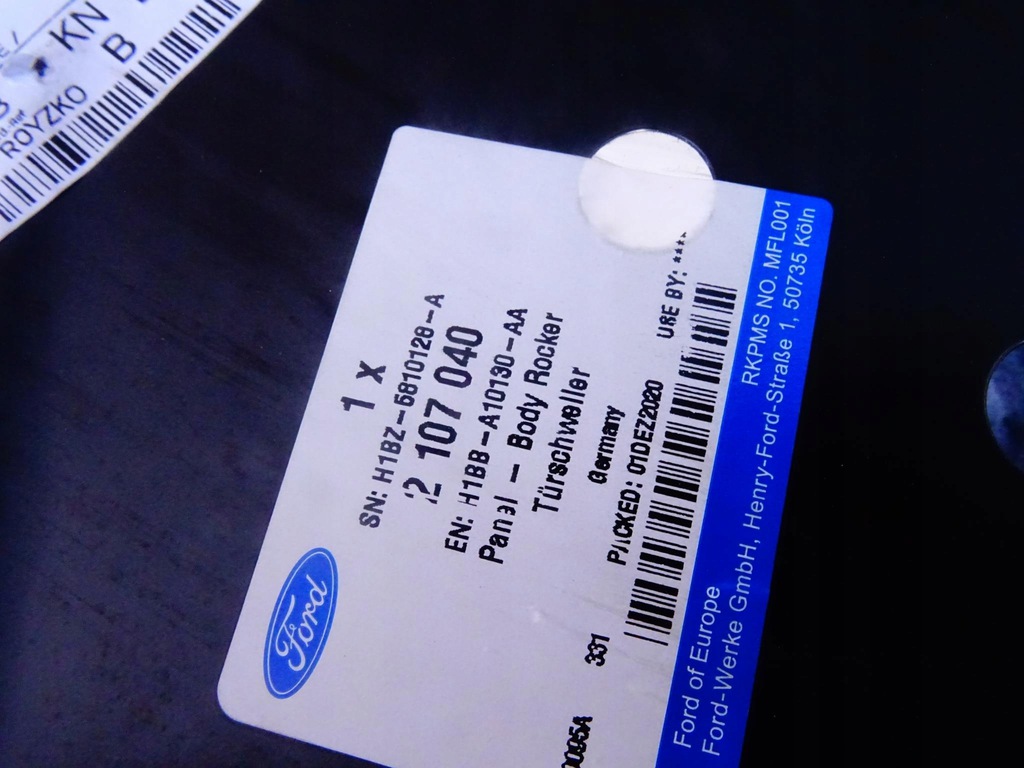 KN
B
ROYZKO
Ford
1 X
SN: H1BZ-5810128-A
2 107 040
EN: H1BB-A10130-AA
Panel - Body Rocker
Türschweller
Germany
PACKED: 01DEZ2020
USE BY: ****
331
0095A
RKPMS NO. MFL001
Ford of Europe
Ford-Werke GmbH, Henry-Ford-Straße 1, 50735 Köln